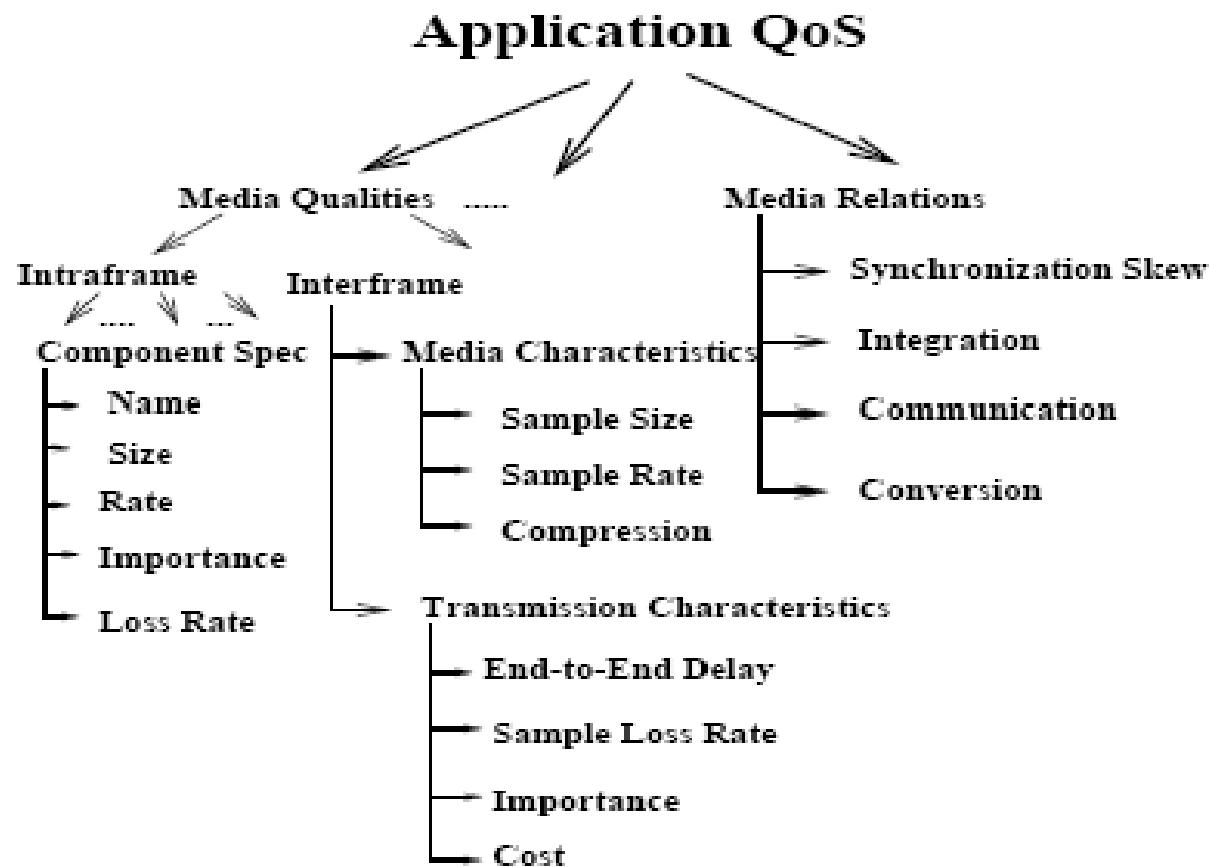 Application QoS
Media Qualities ..... Media Relations
Intraframe
Interframe
Synchronization Skew
..... ...
Component Spec
Media Characteristics
Integration
Name
Sample Size
Communication
Size
Sample Rate
Rate
Conversion
Compression
Importance
Transmission Characteristics
Loss Rate
End-to-End Delay
Sample Loss Rate
Importance
Cost